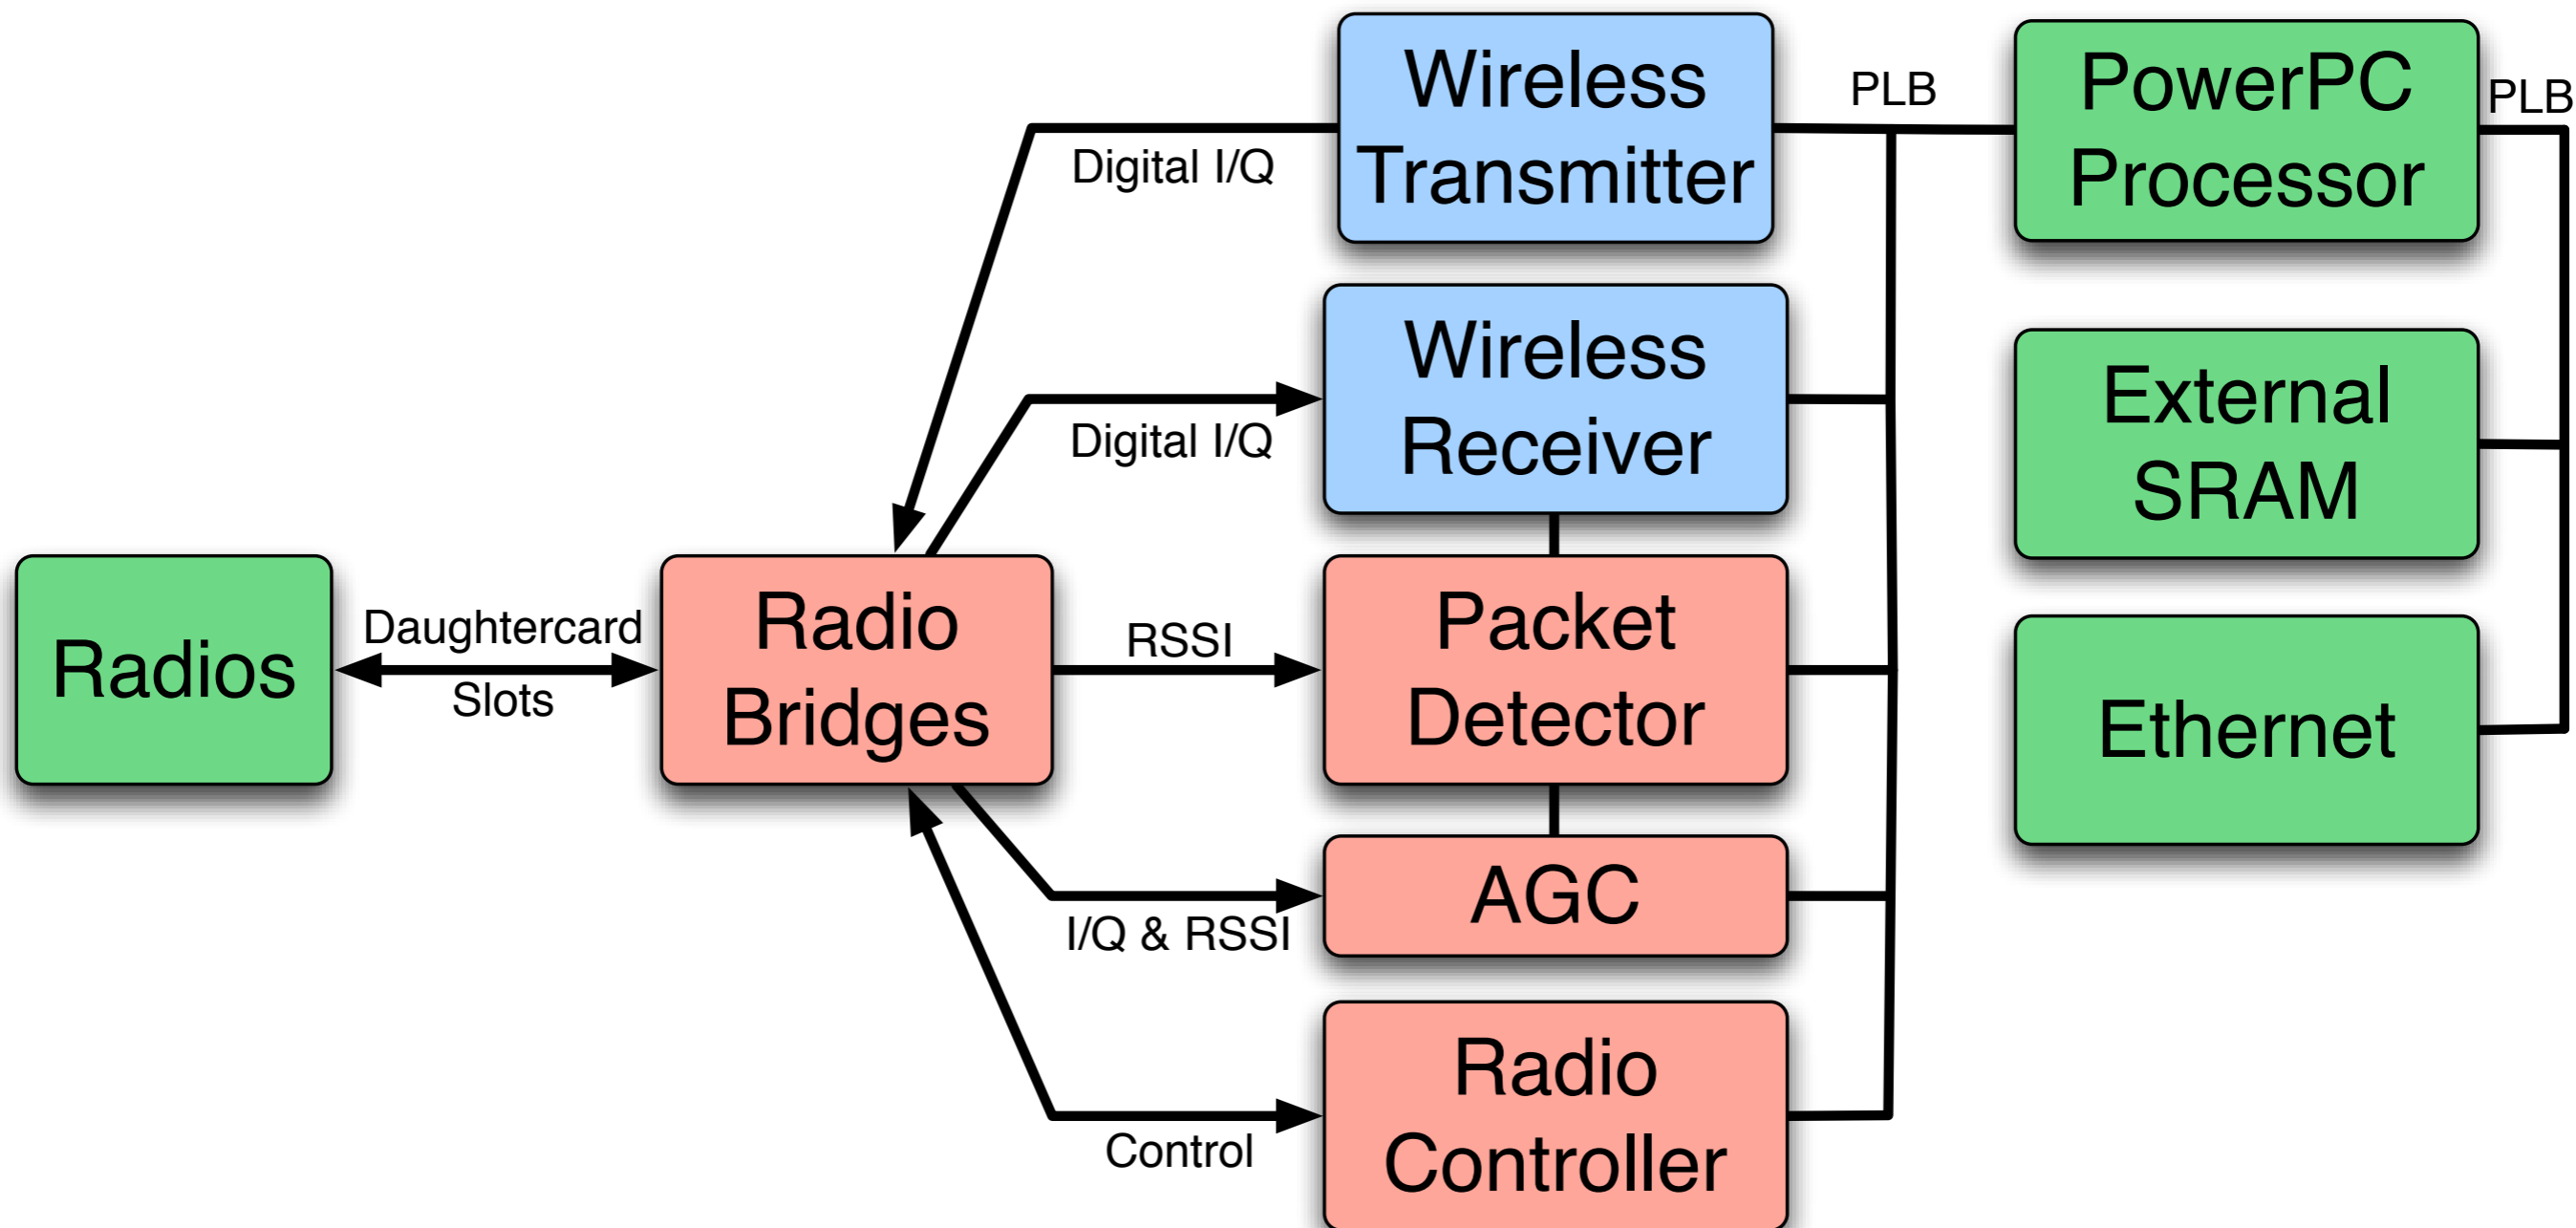 Wireless
Transmitter
PLB
PowerPC
Processor
PLB
Digital I/Q
Wireless
Receiver
Digital I/Q
External
SRAM
Radios
Daughtercard
Slots
Radio
Bridges
RSSI
Packet
Detector
Ethernet
AGC
I/Q & RSSI
Radio
Controller
Control